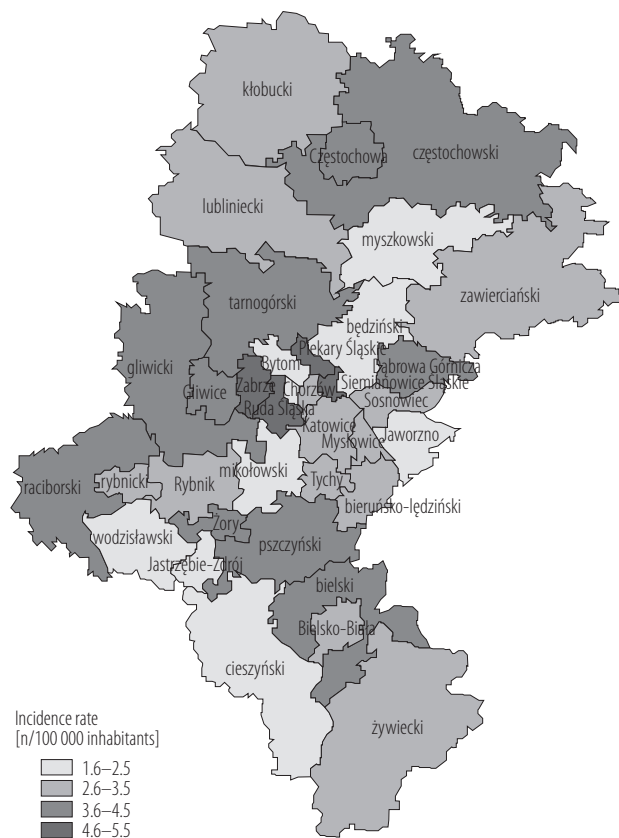 kłobucki
Częstochowa
częstochowski
lubliniecki
myszkowski
zawierciański
tarnogórski
będziński
Piekary Śląskie
Bytom
gliwicki
Dąbrowa Górnicza
Zabrze
Chorzów
Siemianowice Śląskie
Gliwice
Ruda Śląska
Sosnowiec
Katowice
Jaworzno
Mysłowice
mikołowski
raciborski
rybnicki
Rybnik
Tychy
bieruńsko-lędziński
Żory
wodzisławski
pszczyński
Jastrzębie-Zdrój
bielski
Bielsko-Biała
cieszyński
żywiecki
Incidence rate
[n/100 000 inhabitants]
1.6–2.5
2.6–3.5
3.6–4.5
4.6–5.5